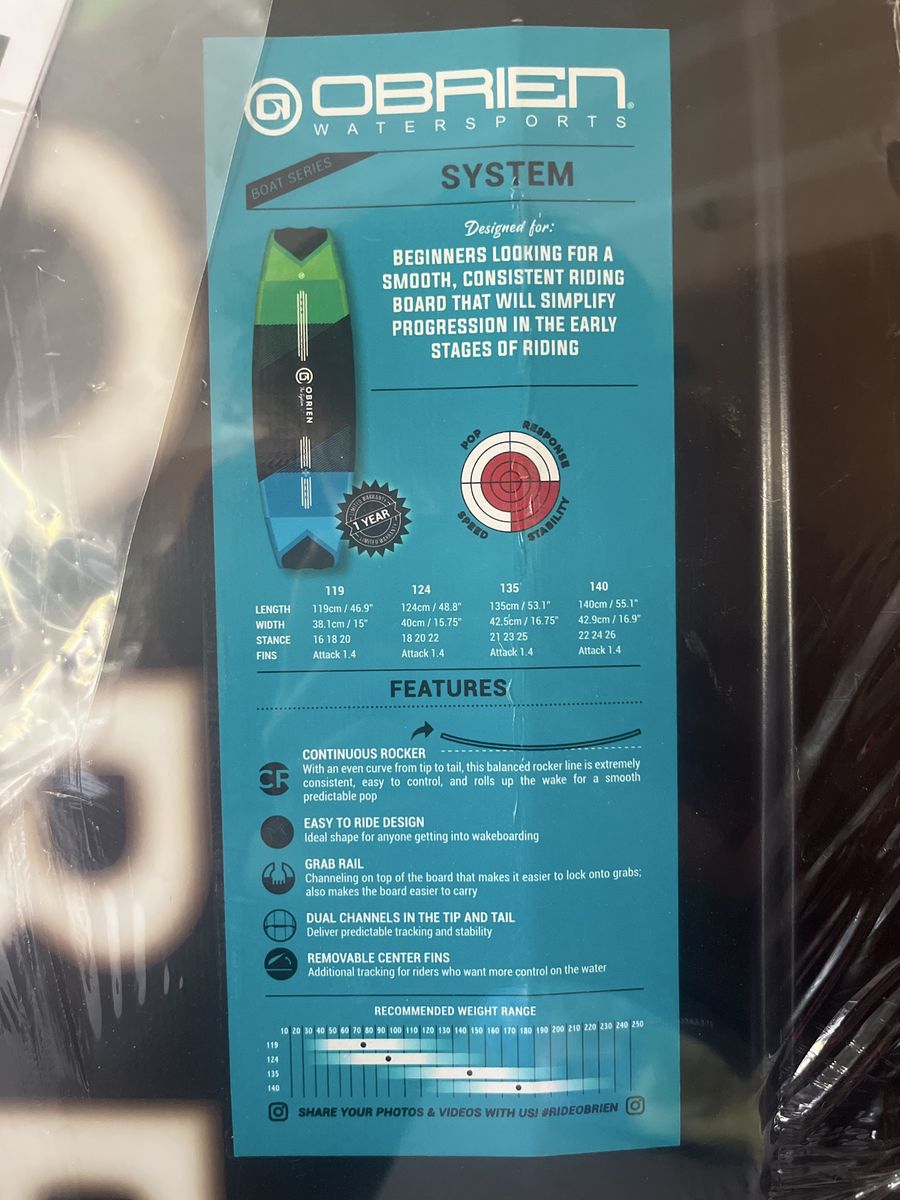 OBRIEN®
WATERSPORTS
BOAT SERIES
SYSTEM
Designed for:
BEGINNERS LOOKING FOR A
SMOOTH, CONSISTENT RIDING
BOARD THAT WILL SIMPLIFY
PROGRESSION IN THE EARLY
STAGES OF RIDING
OBRIEN
POP
RESPONSE
SPEED
STABILITY
LIMITED WARRANTY
1 YEAR
LIMITED WARRANTY
119 124 135 140
LENGTH 119cm / 46.9" 124cm / 48.8" 135cm / 53.1" 140cm / 55.1"
WIDTH 38.1cm / 15" 40cm / 15.75" 42.5cm / 16.75" 42.9cm / 16.9"
STANCE 16 18 20 18 20 22 21 23 25 22 24 26
FINS Attack 1.4 Attack 1.4 Attack 1.4 Attack 1.4
FEATURES
CR
CONTINUOUS ROCKER
With an even curve from tip to tail, this balanced rocker line is extremely
consistent, easy to control, and rolls up the wake for a smooth
predictable pop
EASY TO RIDE DESIGN
Ideal shape for anyone getting into wakeboarding
GRAB RAIL
Channeling on top of the board that makes it easier to lock onto grabs;
also makes the board easier to carry
DUAL CHANNELS IN THE TIP AND TAIL
Deliver predictable tracking and stability
REMOVABLE CENTER FINS
Additional tracking for riders who want more control on the water
RECOMMENDED WEIGHT RANGE
10 20 30 40 50 60 70 80 90 100 110 120 130 140 150 160 170 180 190 200 210 220 230 240 250
119
124
135
140
SHARE YOUR PHOTOS & VIDEOS WITH US! #RIDEOBRIEN